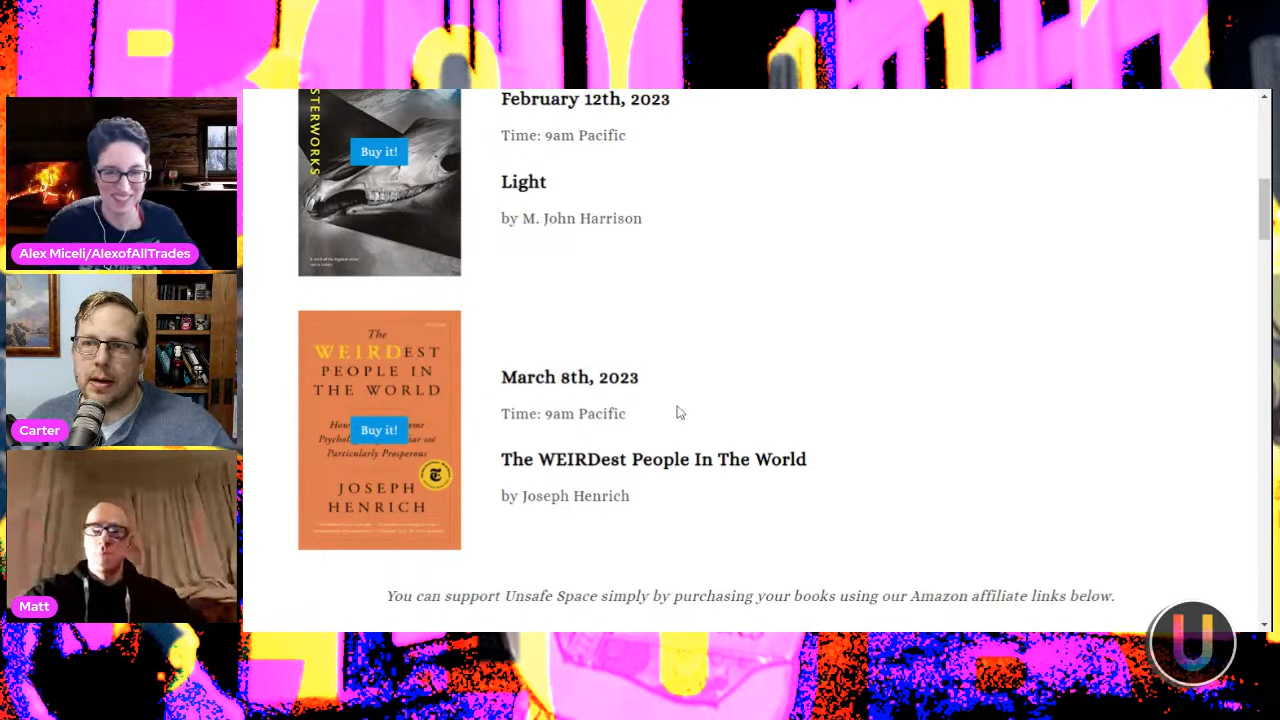 February 12th, 2023
Time: 9am Pacific
Light
by M. John Harrison
STERWORKS
Buy it!
March 8th, 2023
Time: 9am Pacific
The WEIRDest People In The World
by Joseph Henrich
The
WEIRDEST
PEOPLE IN
THE WORLD
Buy it!
Particularly Prosperous
JOSEPH
HENRICH
You can support Unsafe Space simply by purchasing your books using our Amazon affiliate links below.
Alex Miceli/AlexofAllTrades
Carter
Matt
U